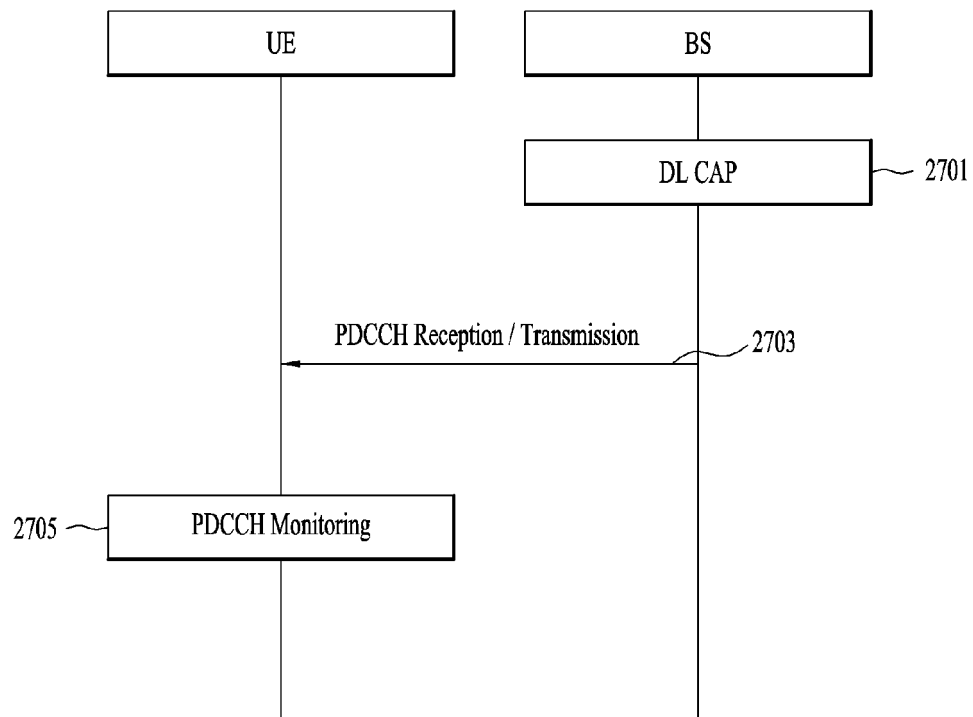 UE
BS
DL CAP
2701
PDCCH Reception / Transmission
2703
2705
PDCCH Monitoring